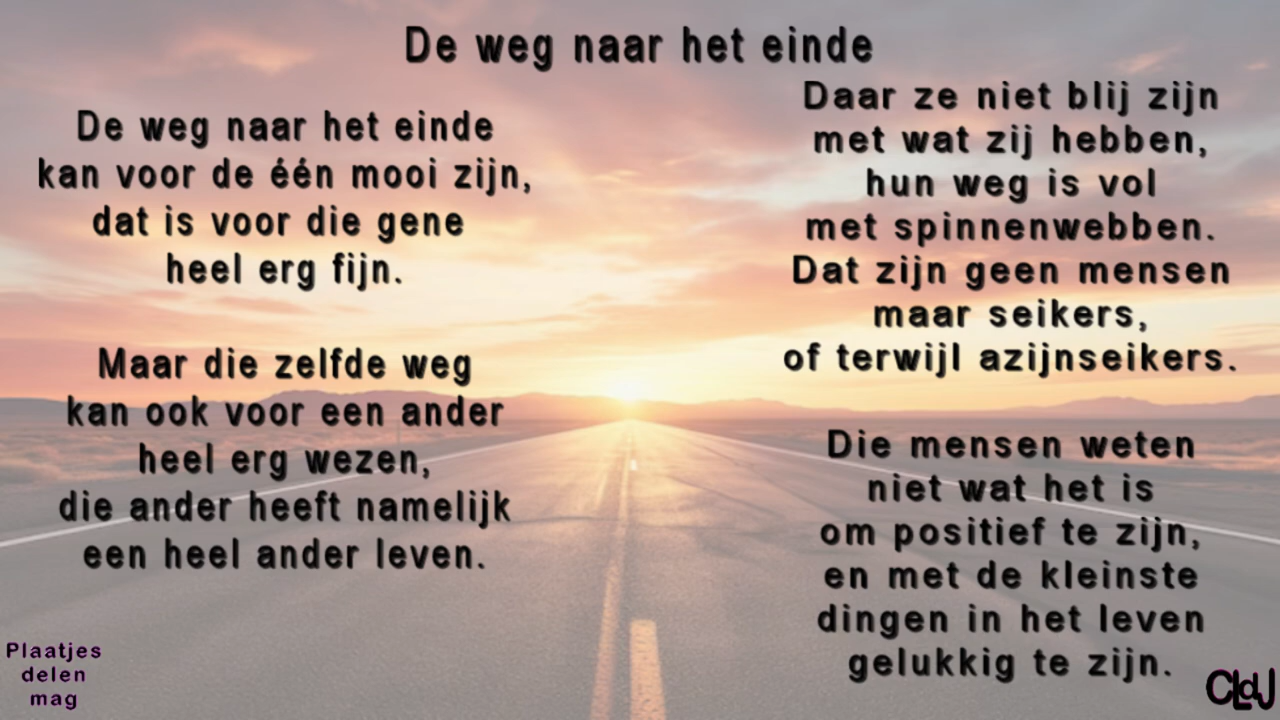 De weg naar het einde
De weg naar het einde
kan voor de één mooi zijn,
dat is voor die gene
heel erg fijn.
Maar die zelfde weg
kan ook voor een ander
heel erg wezen,
die ander heeft namelijk
een heel ander leven.
Daar ze niet blij zijn
met wat zij hebben,
hun weg is vol
met spinnenwebben.
Dat zijn geen mensen
maar seikers,
of terwijl azijnseikers.
Die mensen weten
niet wat het is
om positief te zijn,
en met de kleinste
dingen in het leven
gelukkig te zijn.
Plaatjes
delen
mag
CLdJ